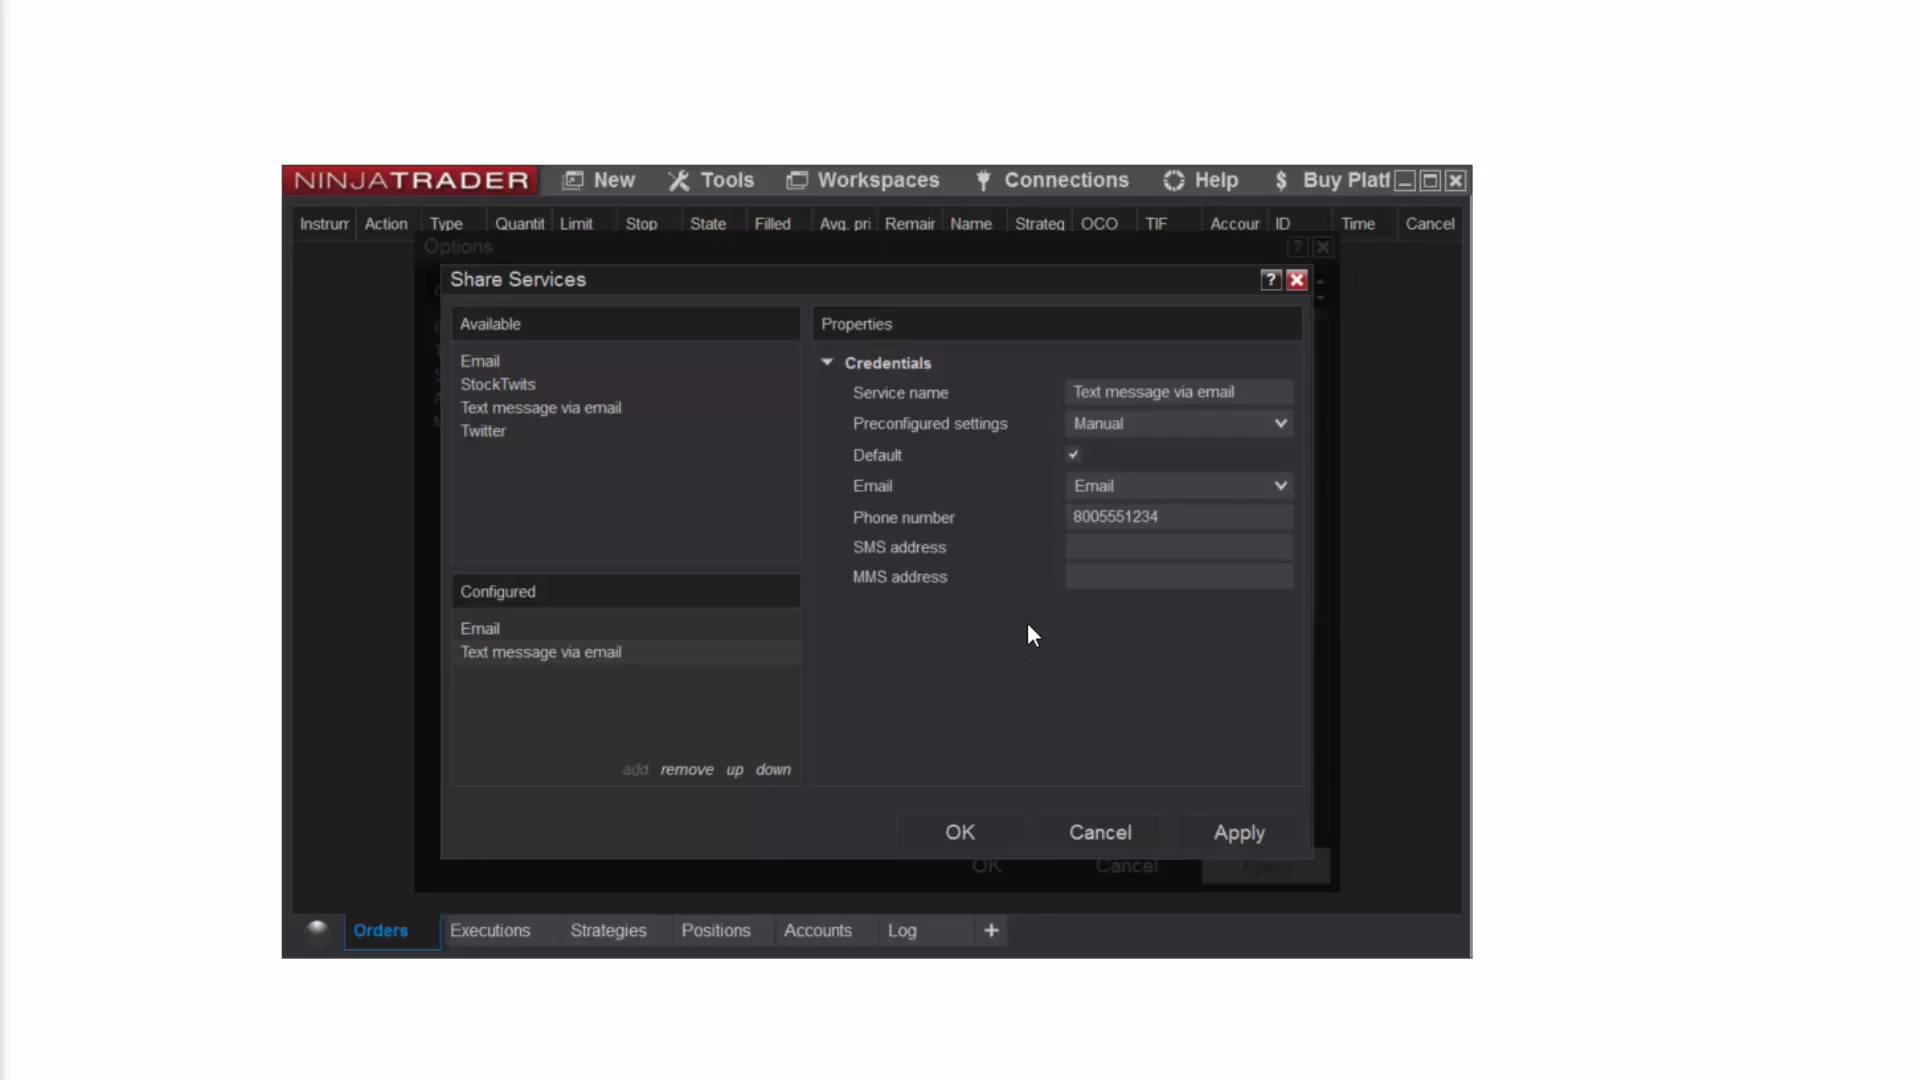 NINJATRADER New Tools Workspaces Connections Help $ Buy Platf
Instrum Action Type Quantit Limit Stop State Filled Avg. pri Remair Name Strateg OCO TIF Accour ID Time Cancel
Options ?
Share Services ?
Available
Email
StockTwits
Text message via email
Twitter
Configured
Email
Text message via email
add remove up down
Properties
Credentials
Service name Text message via email
Preconfigured settings Manual
Default
Email Email
Phone number 8005551234
SMS address
MMS address
OK Cancel Apply
OK Cancel
Orders Executions Strategies Positions Accounts Log +